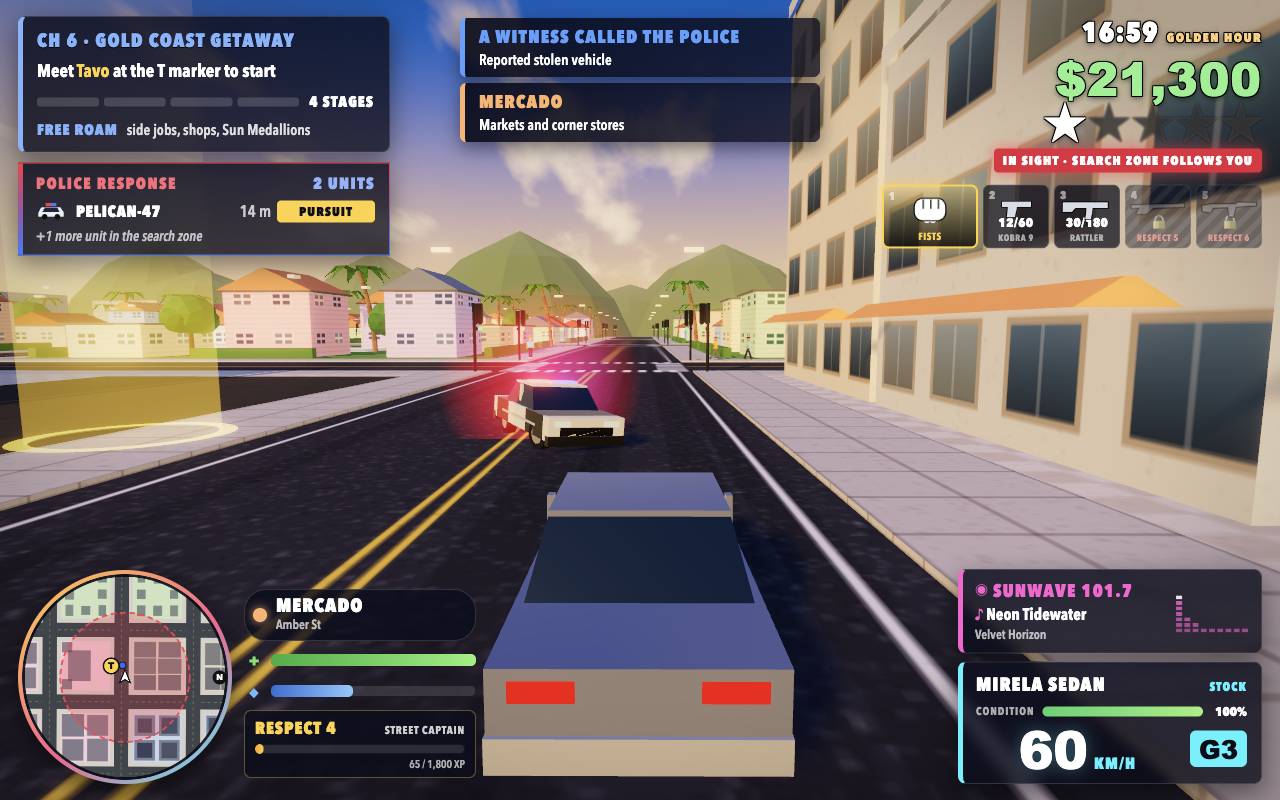 CH 6 · GOLD COAST GETAWAY
Meet Tavo at the T marker to start
4 STAGES
FREE ROAM side jobs, shops, Sun Medallions
POLICE RESPONSE 2 UNITS
PELICAN-47 14 m PURSUIT
+1 more unit in the search zone
A WITNESS CALLED THE POLICE
Reported stolen vehicle
MERCADO
Markets and corner stores
16:59 GOLDEN HOUR
$21,300
IN SIGHT · SEARCH ZONE FOLLOWS YOU
1
FISTS
2
12/60
KOBRA 9
3
30/180
RATTLER
4
RESPECT 5
5
RESPECT 6
T
N
MERCADO
Amber St
RESPECT 4 STREET CAPTAIN
65 / 1,800 XP
SUNWAVE 101.7
♪ Neon Tidewater
Velvet Horizon
MIRELA SEDAN STOCK
CONDITION 100%
60 KM/H G3